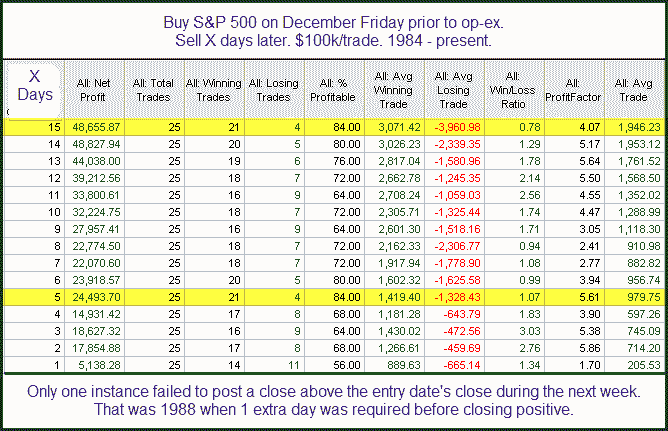 Buy S&P 500 on December Friday prior to op-ex.
Sell X days later. $100k/trade. 1984 - present.
X Days All: Net Profit All: Total Trades All: Winning Trades All: Losing Trades All: % Profitable All: Avg Winning Trade All: Avg Losing Trade All: Win/Loss Ratio All: ProfitFactor All: Avg Trade
15 48,655.87 25 21 4 84.00 3,071.42 -3,960.98 0.78 4.07 1,946.23
14 48,827.94 25 20 5 80.00 3,026.23 -2,339.35 1.29 5.17 1,953.12
13 44,038.00 25 19 6 76.00 2,817.04 -1,580.96 1.78 5.64 1,761.52
12 39,212.56 25 18 7 72.00 2,662.78 -1,245.35 2.14 5.50 1,568.50
11 33,800.61 25 16 9 64.00 2,708.24 -1,059.03 2.56 4.55 1,352.02
10 32,224.75 25 18 7 72.00 2,305.71 -1,325.44 1.74 4.47 1,288.99
9 27,957.41 25 16 9 64.00 2,601.30 -1,518.16 1.71 3.05 1,118.30
8 22,774.50 25 18 7 72.00 2,162.33 -2,306.77 0.94 2.41 910.98
7 22,070.60 25 18 7 72.00 1,917.94 -1,778.90 1.08 2.77 882.82
6 23,918.57 25 20 5 80.00 1,602.32 -1,625.58 0.99 3.94 956.74
5 24,493.70 25 21 4 84.00 1,419.40 -1,328.43 1.07 5.61 979.75
4 14,931.42 25 17 8 68.00 1,181.28 -643.79 1.83 3.90 597.26
3 18,627.32 25 16 9 64.00 1,430.02 -472.56 3.03 5.38 745.09
2 17,854.88 25 17 8 68.00 1,266.61 -459.69 2.76 5.86 714.20
1 5,138.28 25 14 11 56.00 889.63 -665.14 1.34 1.70 205.53
Only one instance failed to post a close above the entry date's close during the next week.
That was 1988 when 1 extra day was required before closing positive.